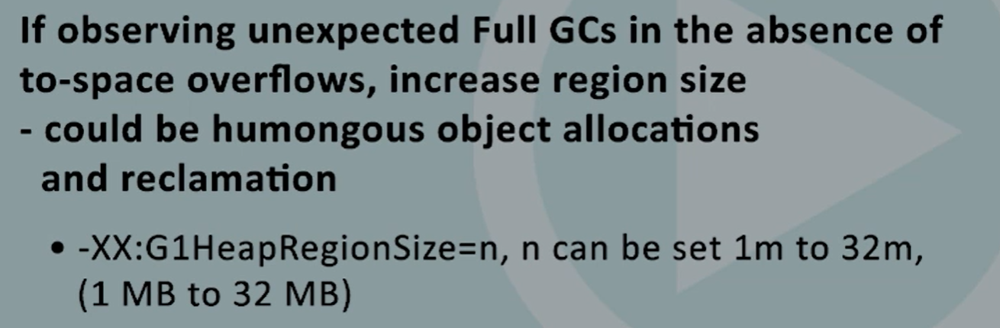 If observing unexpected Full GCs in the absence of
to-space overflows, increase region size
- could be humongous object allocations
and reclamation
• -XX:G1HeapRegionSize=n, n can be set 1m to 32m,
(1 MB to 32 MB)